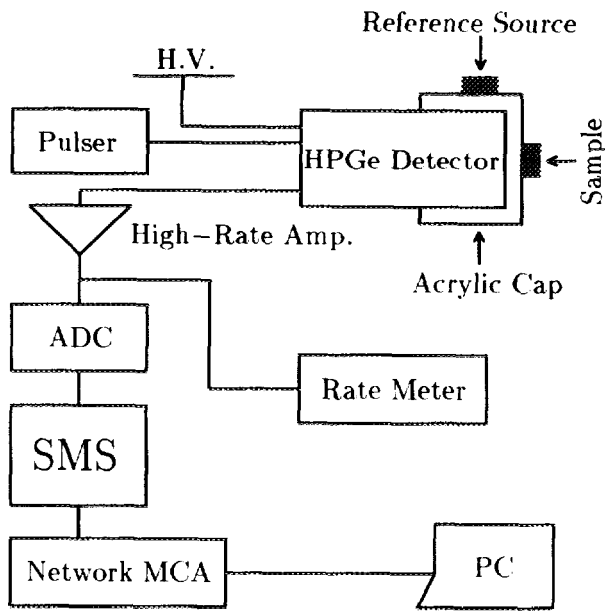 Reference Source
H.V.
Pulser
HPGe Detector
Sample
High-Rate Amp.
Acrylic Cap
ADC
Rate Meter
SMS
Network MCA
PC